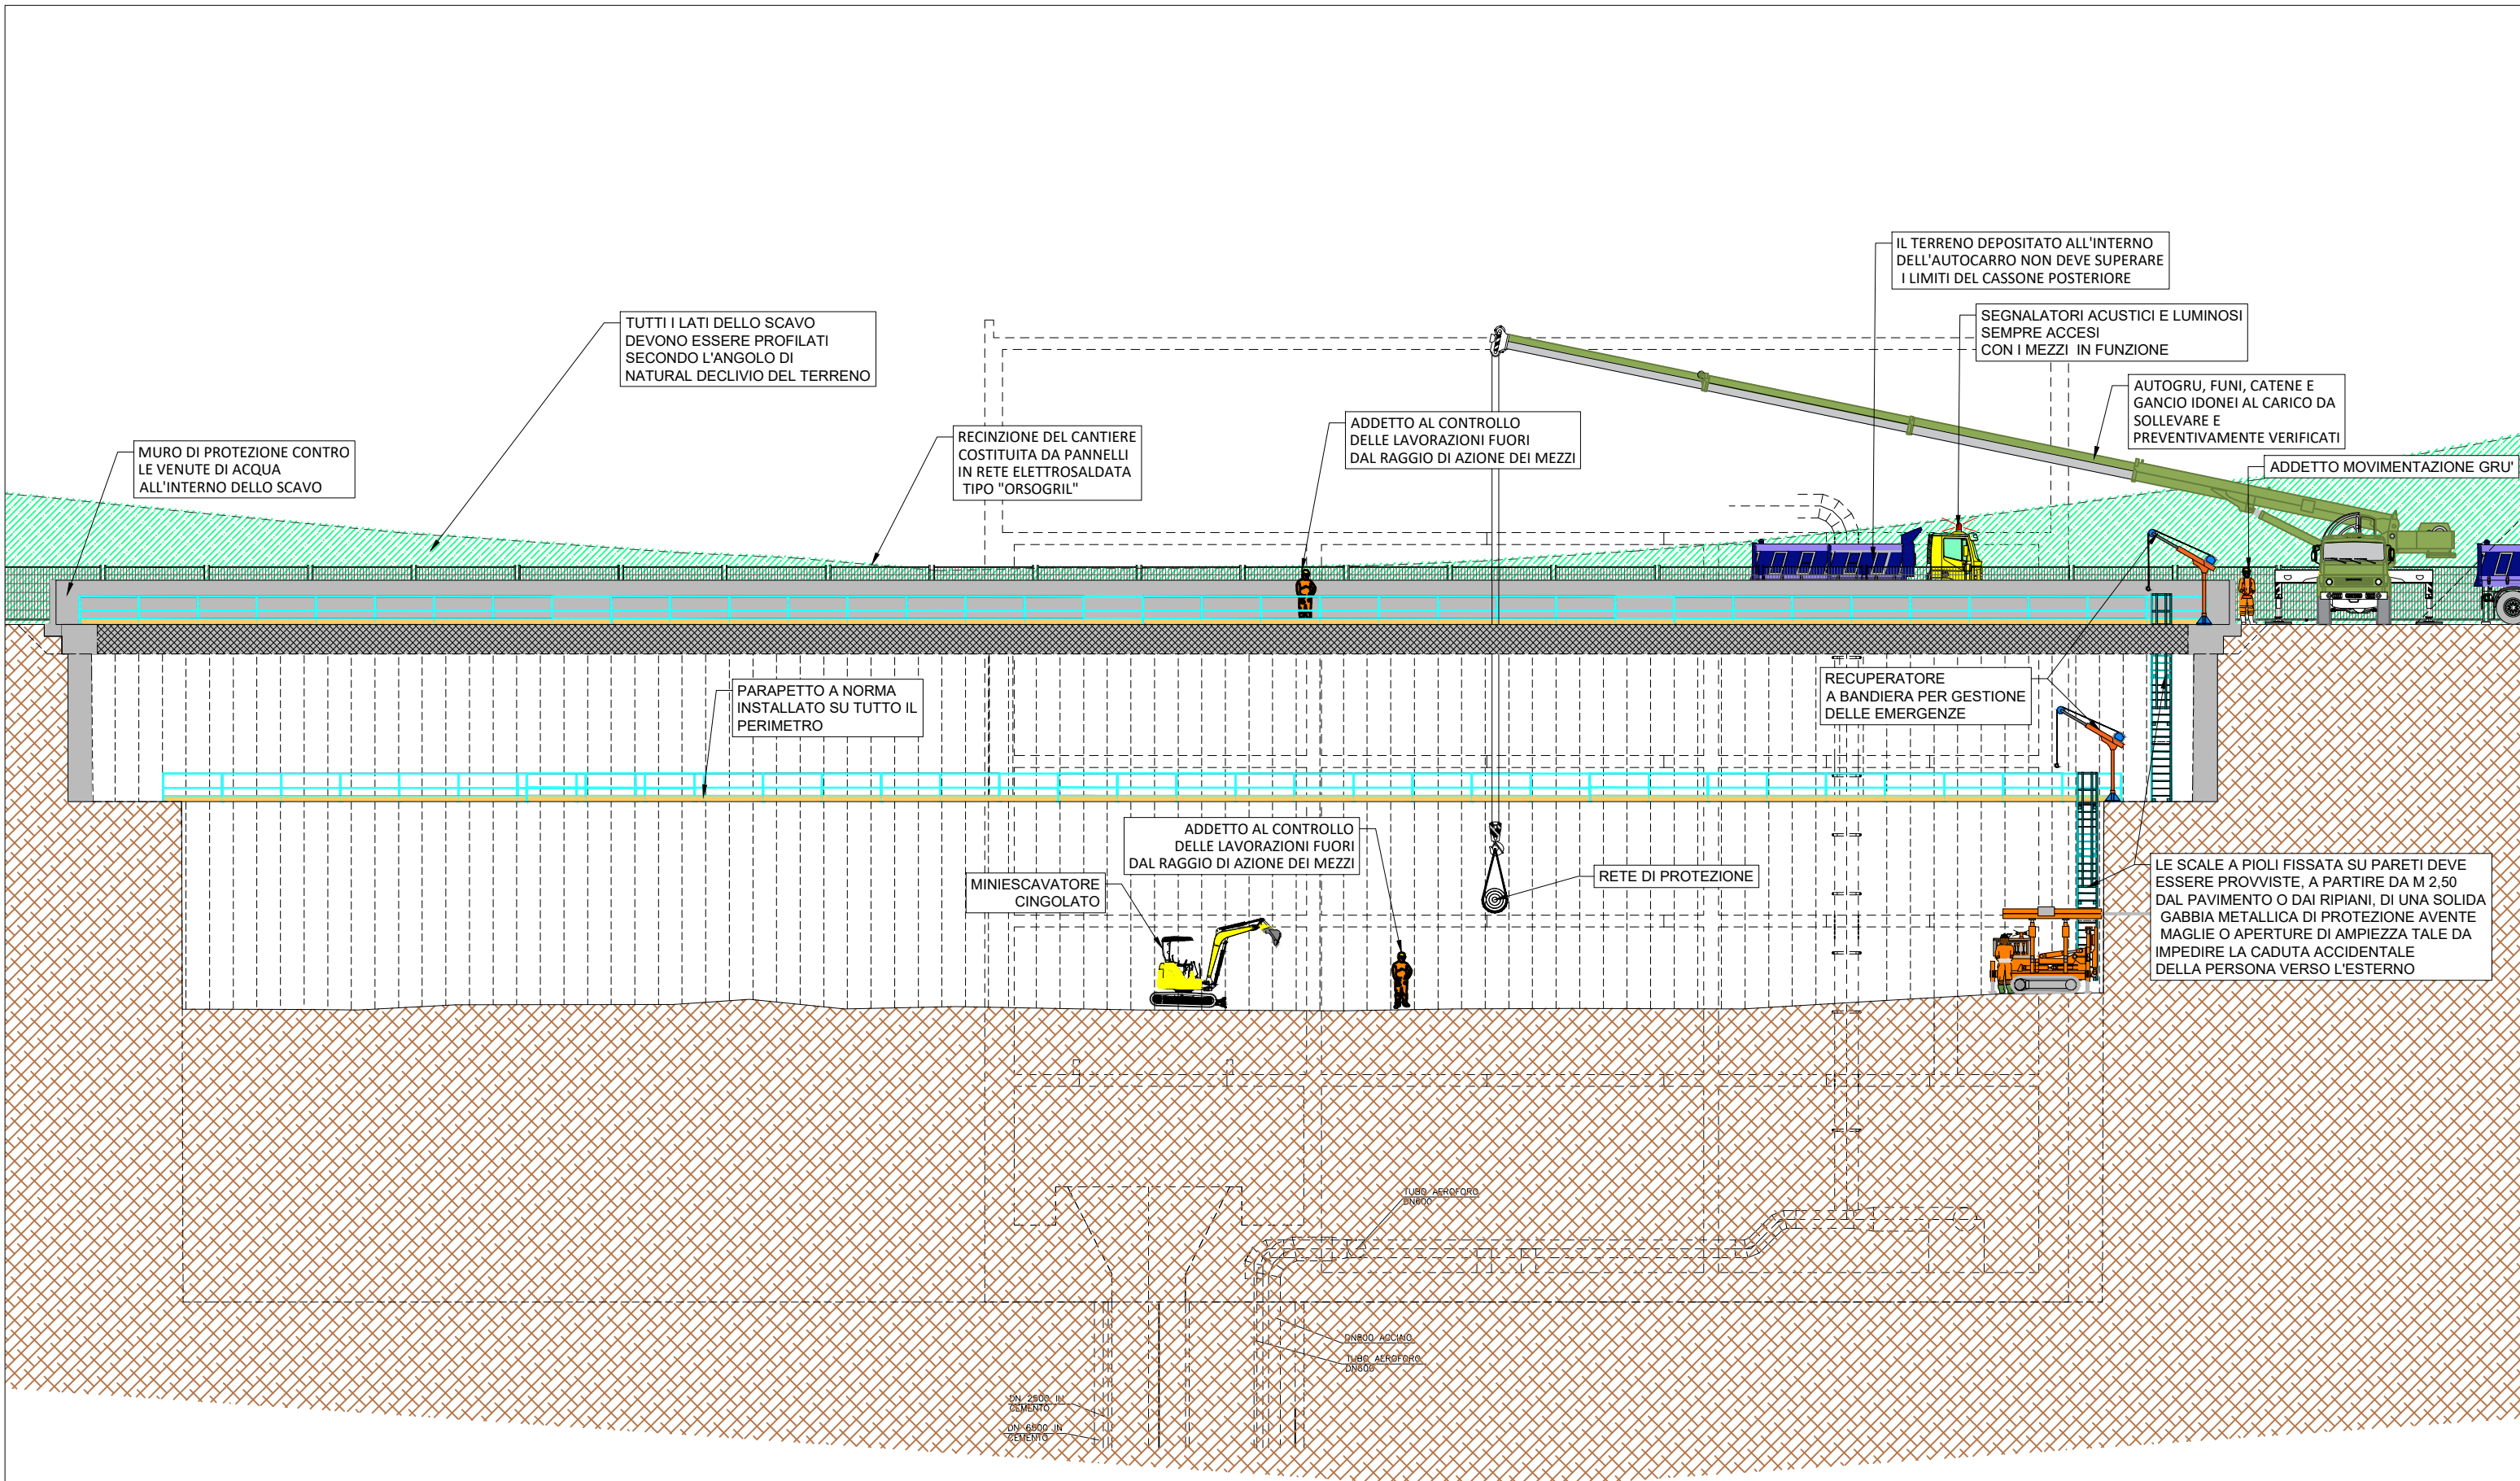 IL TERRENO DEPOSITATO ALL'INTERNO
DELL'AUTOCARRO NON DEVE SUPERARE
I LIMITI DEL CASSONE POSTERIORE
TUTTI I LATI DELLO SCAVO
DEVONO ESSERE PROFILATI
SECONDO L'ANGOLO DI
NATURAL DECLIVIO DEL TERRENO
SEGNALATORI ACUSTICI E LUMINOSI
SEMPRE ACCESI
CON I MEZZI IN FUNZIONE
AUTOGRU, FUNI, CATENE E
GANCIO IDONEI AL CARICO DA
SOLLEVARE E
PREVENTIVAMENTE VERIFICATI
MURO DI PROTEZIONE CONTRO
LE VENUTE DI ACQUA
ALL'INTERNO DELLO SCAVO
RECINZIONE DEL CANTIERE
COSTITUITA DA PANNELLI
IN RETE ELETTROSALDATA
TIPO "ORSOGRIL"
ADDETTO AL CONTROLLO
DELLE LAVORAZIONI FUORI
DAL RAGGIO DI AZIONE DEI MEZZI
ADDETTO MOVIMENTAZIONE GRU'
PARAPETTO A NORMA
INSTALLATO SU TUTTO IL
PERIMETRO
RECUPERATORE
A BANDIERA PER GESTIONE
DELLE EMERGENZE
ADDETTO AL CONTROLLO
DELLE LAVORAZIONI FUORI
DAL RAGGIO DI AZIONE DEI MEZZI
MINIESCAVATORE
CINGOLATO
RETE DI PROTEZIONE
LE SCALE A PIOLI FISSATA SU PARETI DEVE
ESSERE PROVVISTE, A PARTIRE DA M 2,50
DAL PAVIMENTO O DAI RIPIANI, DI UNA SOLIDA
GABBIA METALLICA DI PROTEZIONE AVENTE
MAGLIE O APERTURE DI AMPIEZZA TALE DA
IMPEDIRE LA CADUTA ACCIDENTALE
DELLA PERSONA VERSO L'ESTERNO
TUBO AEROFORO
DN600
DN800 ACCIAIO
TUBO AEROFORO
DN600
DN 2500 IN
CEMENTO
DN 6500 IN
CEMENTO